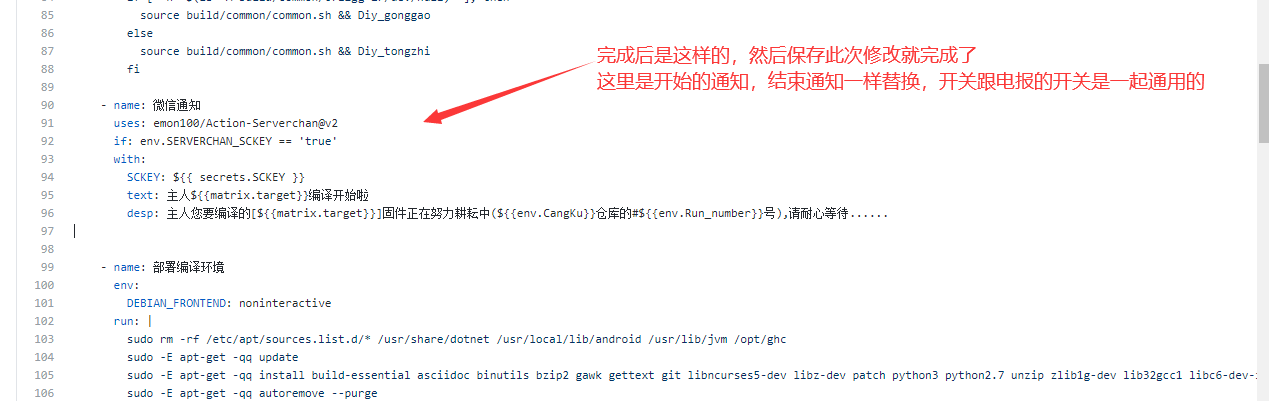 85 source build/common/common.sh && Diy_gonggao
86 else
87 source build/common/common.sh && Diy_tongzhi
88 fi
89
完成后是这样的，然后保存此次修改就完成了
这里是开始的通知，结束通知一样替换，开关跟电报的开关是一起通用的
90 - name: 微信通知
91 uses: emon100/Action-Serverchan@v2
92 if: env.SERVERCHAN_SCKEY == 'true'
93 with:
94 SCKEY: ${{ secrets.SCKEY }}
95 text: 主人${{matrix.target}}编译开始啦
96 desp: 主人您要编译的[${{matrix.target}}]固件正在努力耕耘中(${{env.CangKu}}仓库的#${{env.Run_number}}号),请耐心等待......
97
98
99 - name: 部署编译环境
100 env:
101 DEBIAN_FRONTEND: noninteractive
102 run: |
103 sudo rm -rf /etc/apt/sources.list.d/* /usr/share/dotnet /usr/local/lib/android /usr/lib/jvm /opt/ghc
104 sudo -E apt-get -qq update
105 sudo -E apt-get -qq install build-essential asciidoc binutils bzip2 gawk gettext git libncurses5-dev libz-dev patch python3 python2.7 unzip zlib1g-dev lib32gcc1 libc6-dev-
106 sudo -E apt-get -qq autoremove --purge